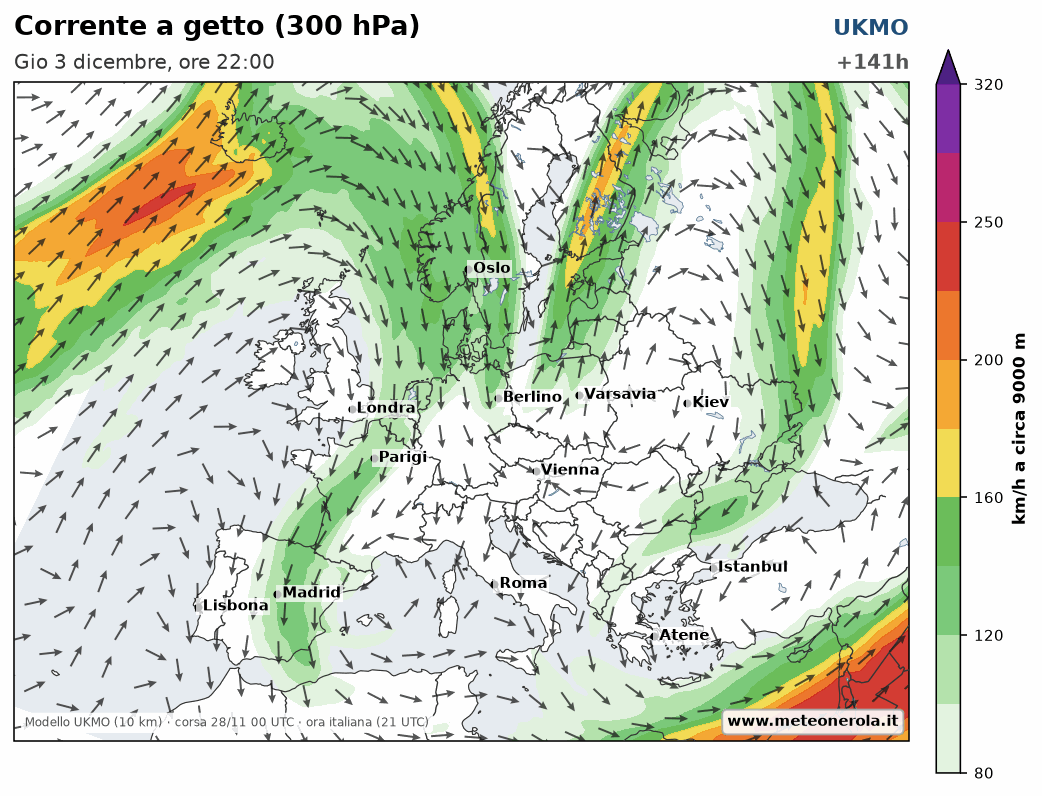 Corrente a getto (300 hPa)
UKMO
Gio 3 dicembre, ore 22:00
+141h
320
250
200
160
120
80
km/h a circa 9000 m
Oslo
Londra
Berlino
Varsavia
Kiev
Parigi
Vienna
Istanbul
Roma
Madrid
Lisbona
Atene
Modello UKMO (10 km) · corsa 28/11 00 UTC · ora italiana (21 UTC)
www.meteonerola.it